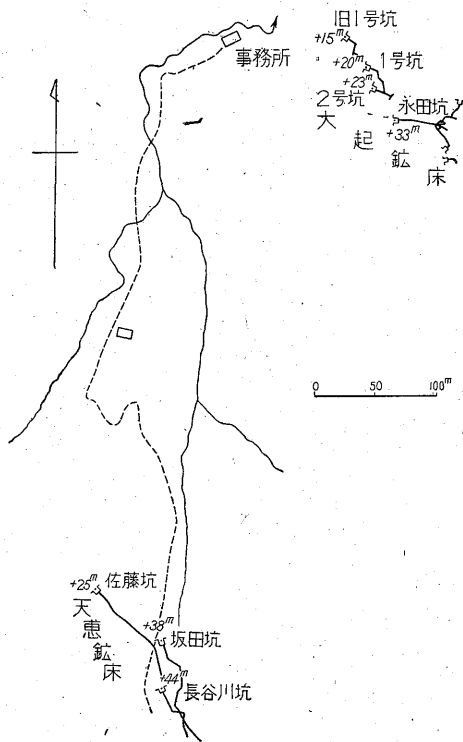 旧1号坑
+15m
事務所
+20m
1号坑
+23m
2号坑
永田坑
+33m
大起鉱床
0 50 100m
+25m
佐藤坑
天恵鉱床
+38m
坂田坑
+44m
長谷川坑